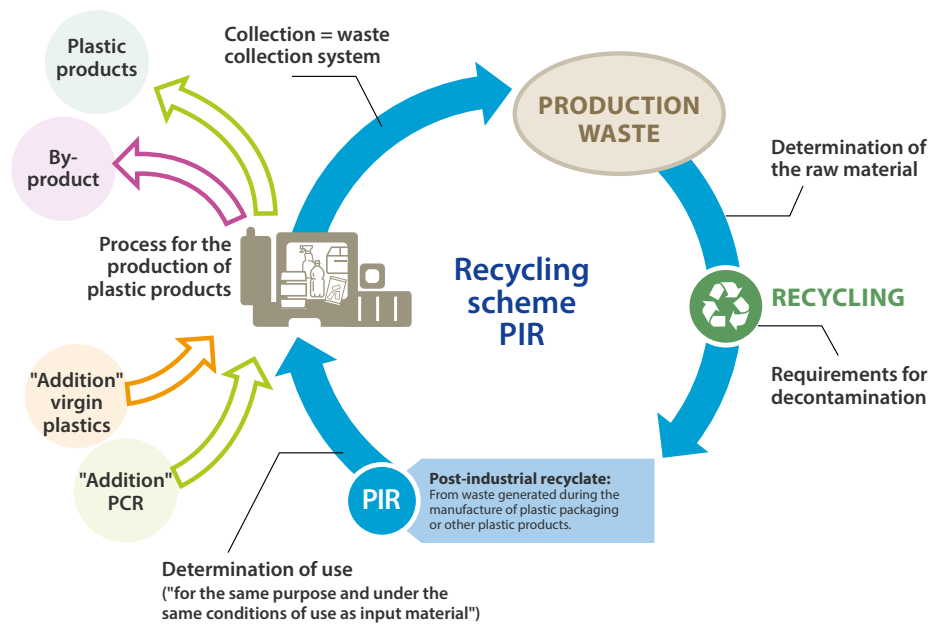 Collection = waste
collection system
Plastic
products
PRODUCTION
WASTE
By-
product
Determination of
the raw material
Process for the
production of
plastic products
Recycling
scheme
PIR
RECYCLING
"Addition"
virgin
plastics
Requirements for
decontamination
"Addition"
PCR
PIR
Post-industrial recyclate:
From waste generated during the
manufacture of plastic packaging
or other plastic products.
Determination of use
("for the same purpose and under the
same conditions of use as input material")